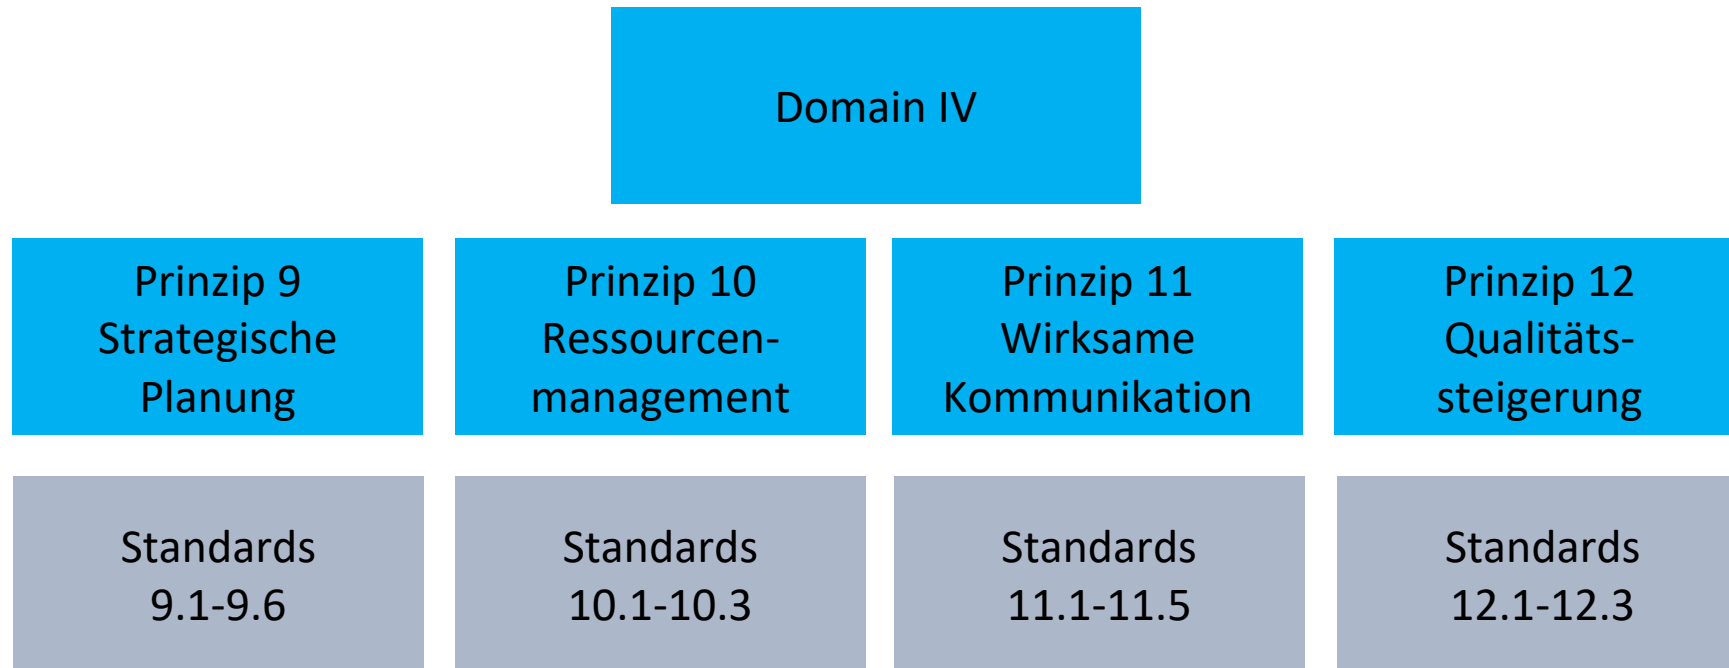 Domain IV
Prinzip 9
Strategische
Planung
Prinzip 10
Ressourcen-
management
Prinzip 11
Wirksame
Kommunikation
Prinzip 12
Qualitäts-
steigerung
Standards
9.1-9.6
Standards
10.1-10.3
Standards
11.1-11.5
Standards
12.1-12.3